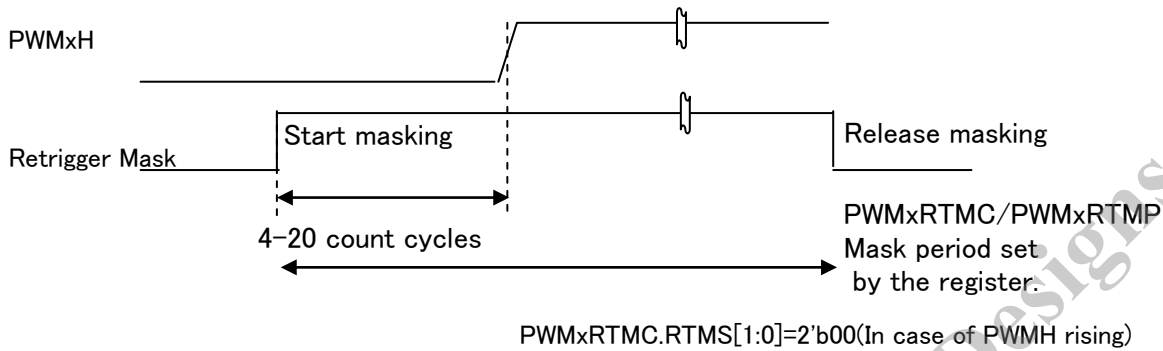 PWMxH
Start masking
Release masking
Retrigger Mask
4-20 count cycles
PWMxRTMC/PWMxRTMP
Mask period set
by the register.
PWMxRTMC.RTMS[1:0]=2'b00(In case of PWMH rising)
Designs